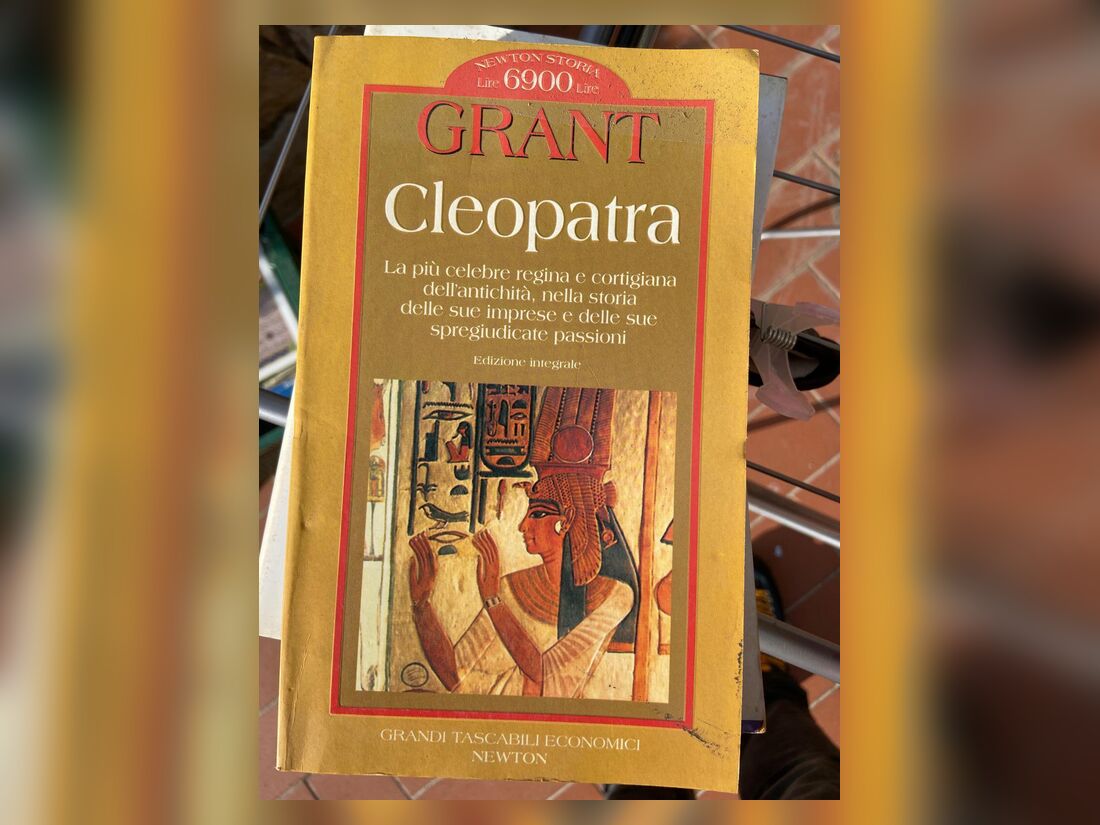 NEWTON STORIA
Lire 6900 Lire
GRANT
Cleopatra
La più celebre regina e cortigiana
dell'antichità, nella storia
delle sue imprese e delle sue
spregiudicate passioni
Edizione integrale
GRANDI TASCABILI ECONOMICI
NEWTON